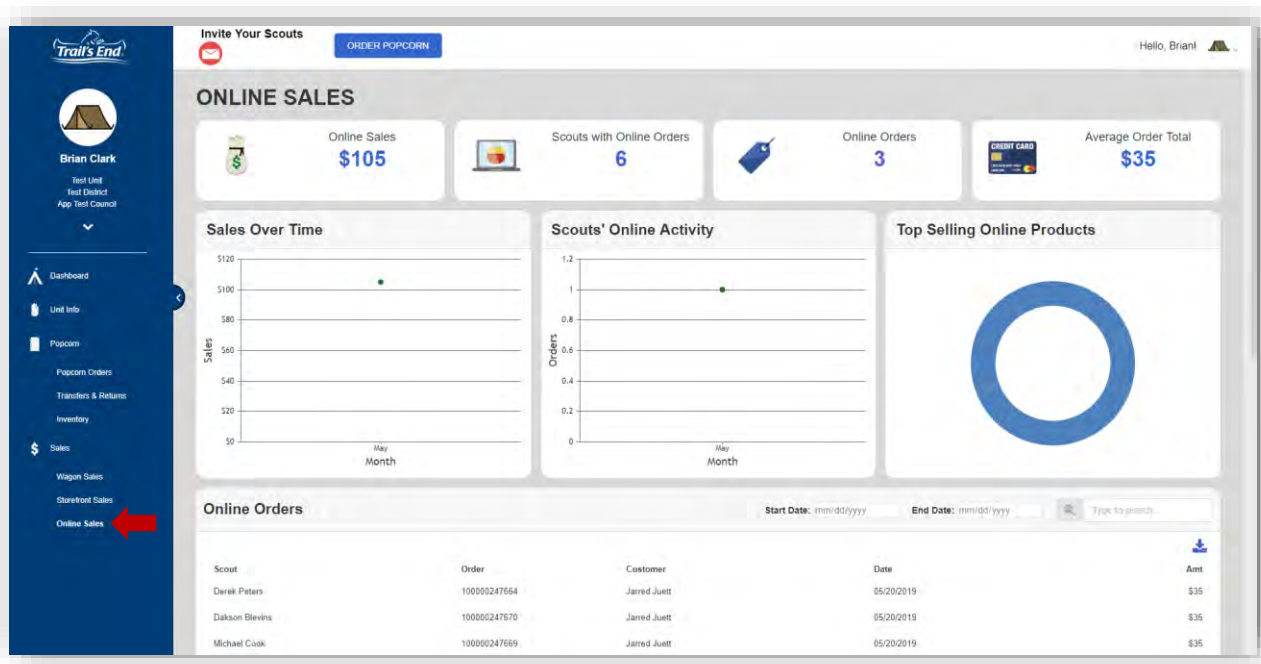 Trail's End
Invite Your Scouts
ORDER POPCORN
Hello, Brian!
Brian Clark
Test Unit
Test District
App Test Council
Dashboard
Unit Info
Popcorn
Popcorn Orders
Transfers & Returns
Inventory
$ Sales
Wagon Sales
Storefront Sales
Online Sales
ONLINE SALES
$
Online Sales
$105
Scouts with Online Orders
6
Online Orders
3
CREDIT CARD
Average Order Total
$35
Sales Over Time
$120
$100
$80
$60
$40
$20
$0
Sales
May
Month
Scouts' Online Activity
1.2
1
0.8
0.6
0.4
0.2
0
Orders
May
Month
Top Selling Online Products
Online Orders
Start Date: mm/dd/yyyy
End Date: mm/dd/yyyy
Type to search...
Scout Order Customer Date Amt
Derek Peters 100000247664 Jarred Juett 05/20/2019 $35
Dakson Blevins 100000247670 Jarred Juett 05/20/2019 $35
Michael Cook 100000247669 Jarred Juett 05/20/2019 $35